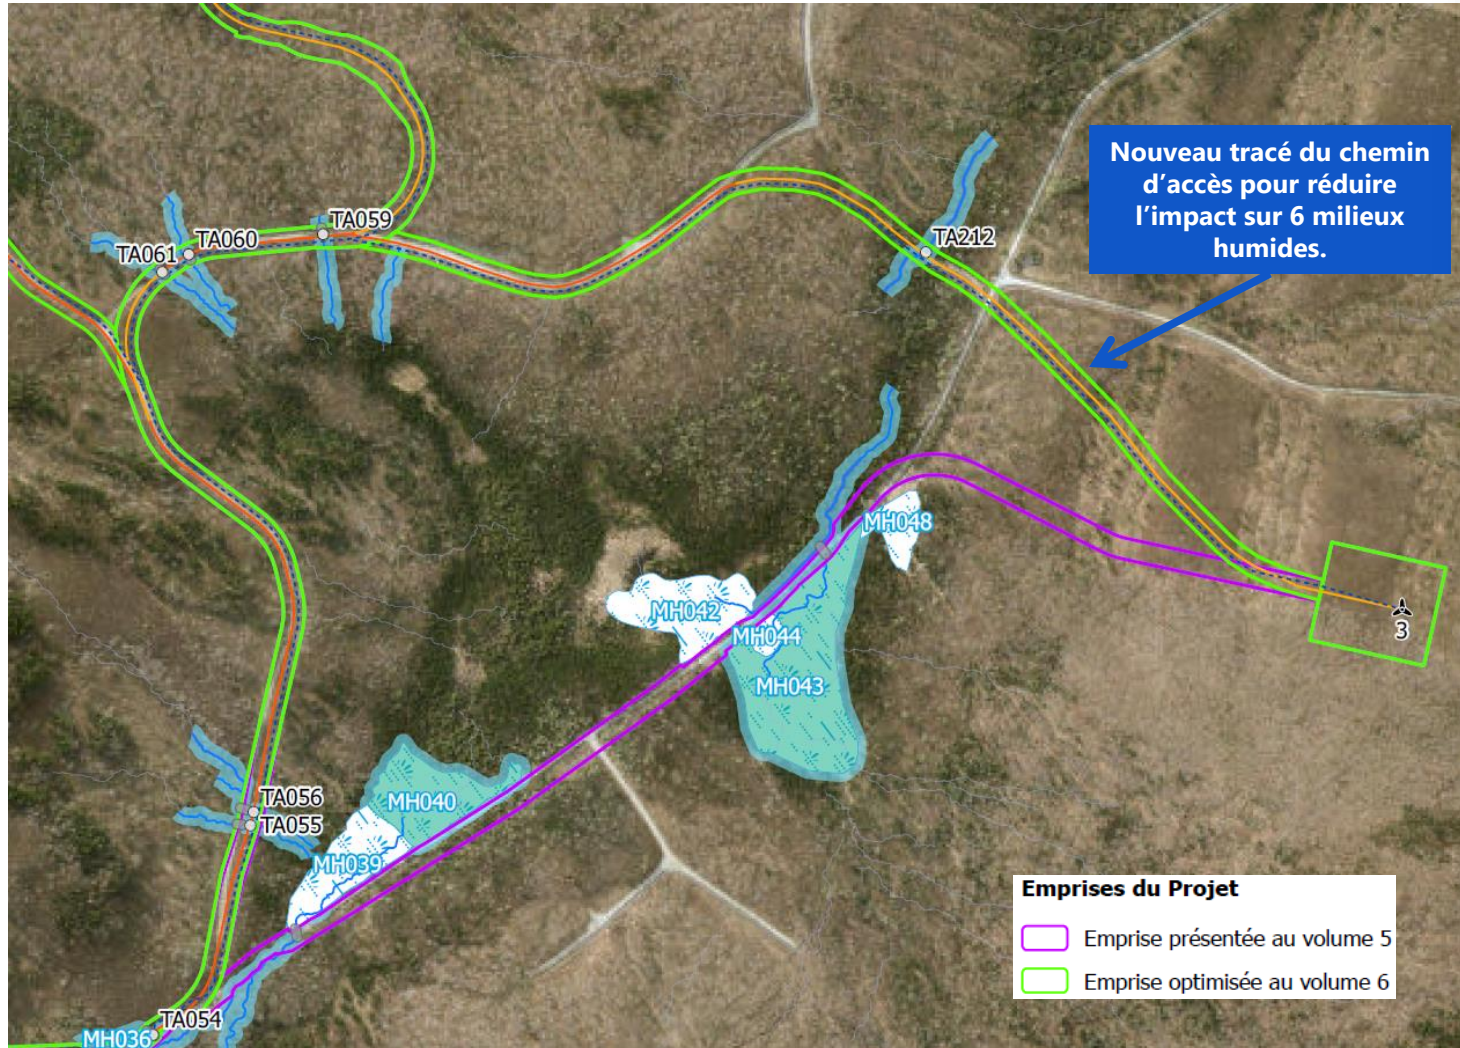 Nouveau tracé du chemin
d’accès pour réduire
l’impact sur 6 milieux
humides.
TA059
TA060
TA061
TA212
MH048
MH042
MH044
3
MH043
TA056
MH040
TA055
MH039
TA054
MH036
Emprises du Projet
Emprise présentée au volume 5
Emprise optimisée au volume 6